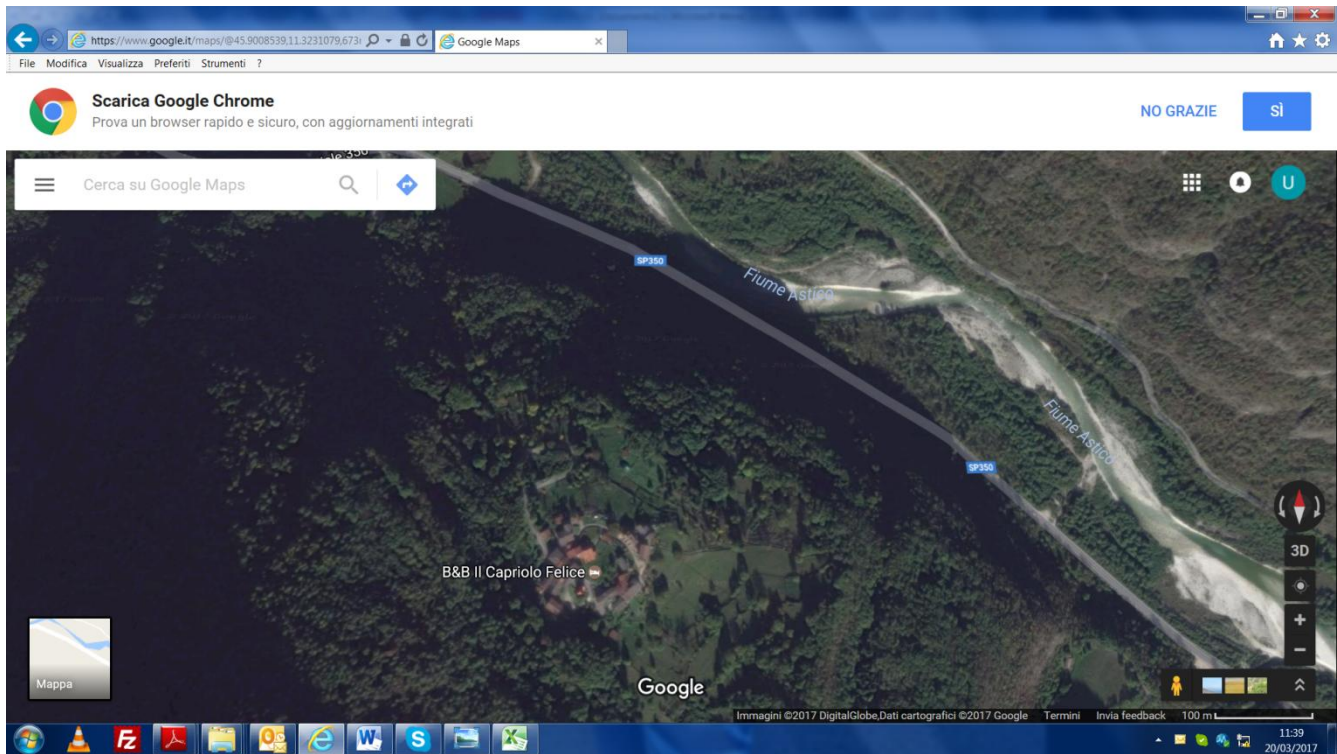 https://www.google.it/maps/@45.9008539,11.3231079,673
Google Maps
File Modifica Visualizza Preferiti Strumenti ?
Scarica Google Chrome
Prova un browser rapido e sicuro, con aggiornamenti integrati
NO GRAZIE
SÌ
350
Cerca su Google Maps
U
SP350
Fiume Astico
Fiume Astico
SP350
3D
B&B Il Capriolo Felice
Mappa
Google
Immagini ©2017 DigitalGlobe,Dati cartografici ©2017 Google Termini Invia feedback 100 m
11:39
20/03/2017